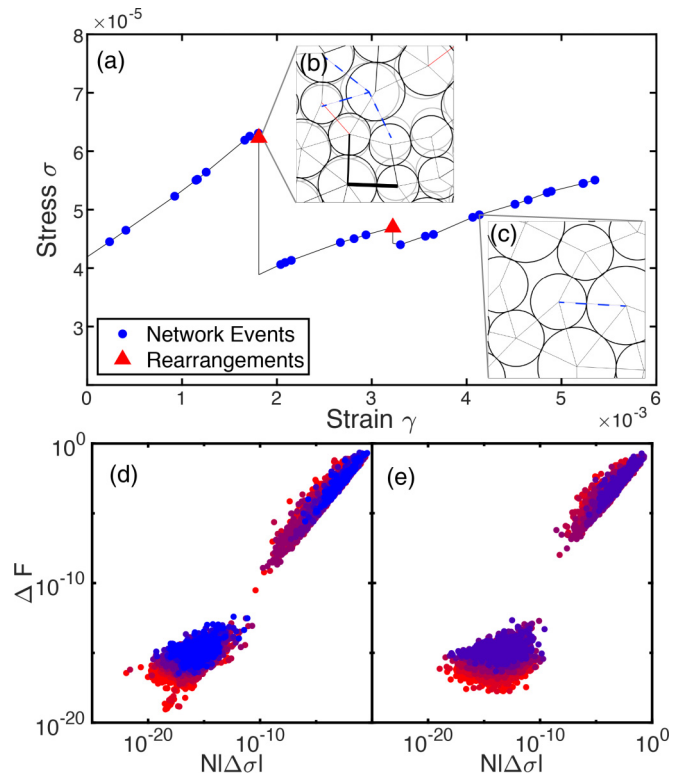 ×10⁻⁵
8
7
6
5
4
3
Stress σ
(a)
(b)
(c)
Network Events
Rearrangements
0 1 2 3 4 5 6
Strain γ
×10⁻³
10⁰
10⁻¹⁰
10⁻²⁰
Δ F
(d)
(e)
10⁻²⁰ 10⁻¹⁰ 10⁻²⁰ 10⁻¹⁰ 10⁰
N|Δσ| N|Δσ|